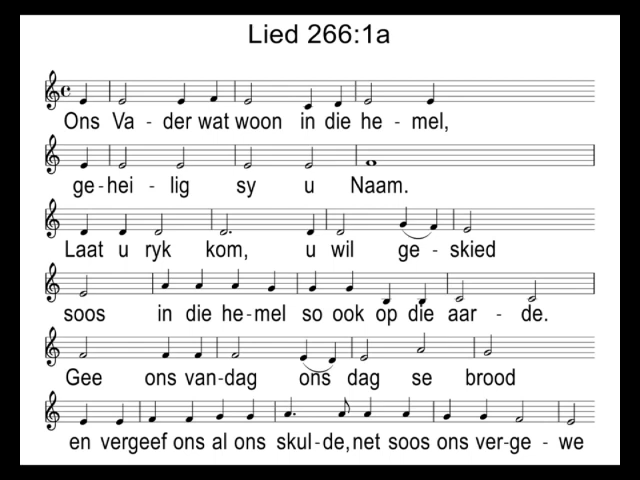 Lied 266:1a
Ons Va - der wat woon in die he - mel,
ge - hei - lig sy u Naam.
Laat u ryk kom, u wil ge - skied
soos in die he - mel so ook op die aar - de.
Gee ons van - dag ons dag se brood
en vergeef ons al ons skul - de, net soos ons ver - ge - we